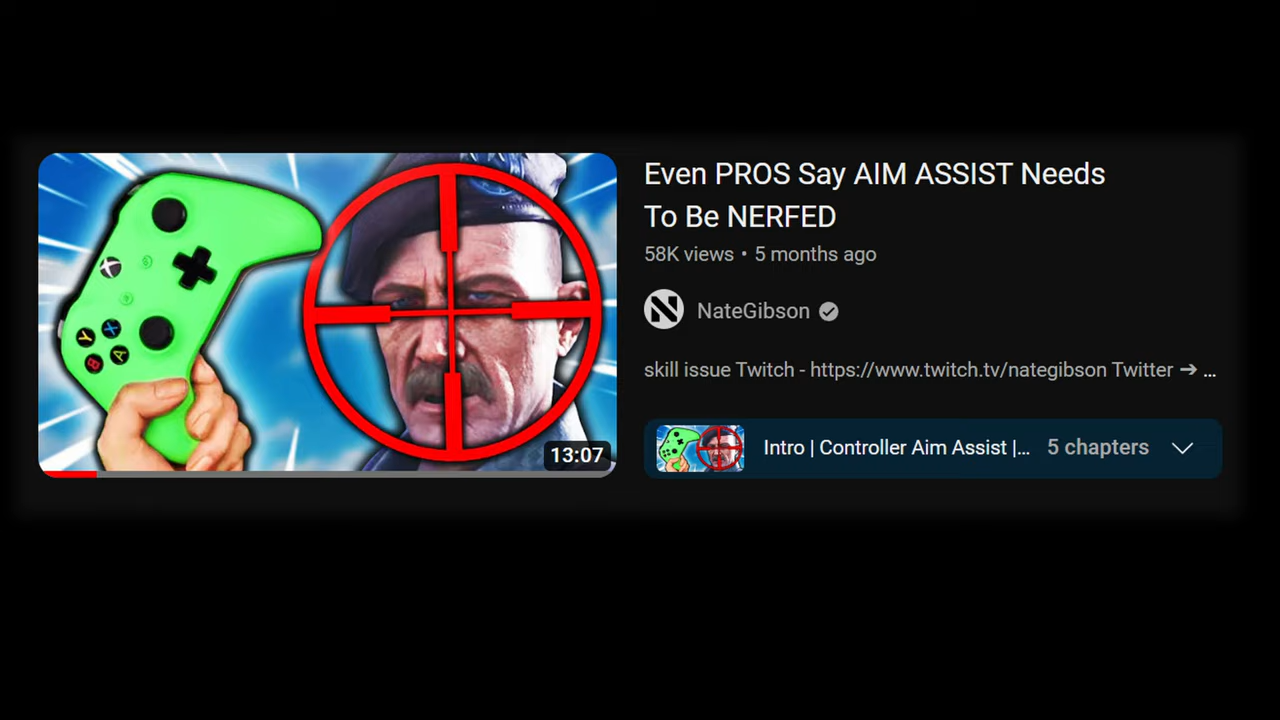 Even PROS Say AIM ASSIST Needs
To Be NERFED
58K views • 5 months ago
NateGibson
skill issue Twitch - https://www.twitch.tv/nategibson Twitter ➔ ...
Intro | Controller Aim Assist |... 5 chapters
13:07
Y
X
B
A